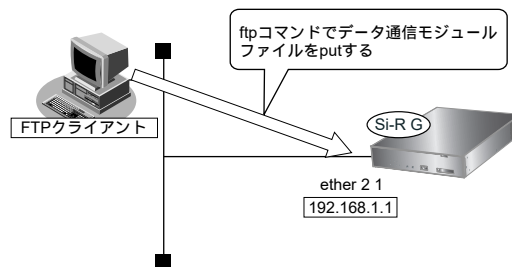 ftpコマンドでデータ通信モジュール
ファイルをputする
FTPクライアント
Si-R G
ether 2 1
192.168.1.1